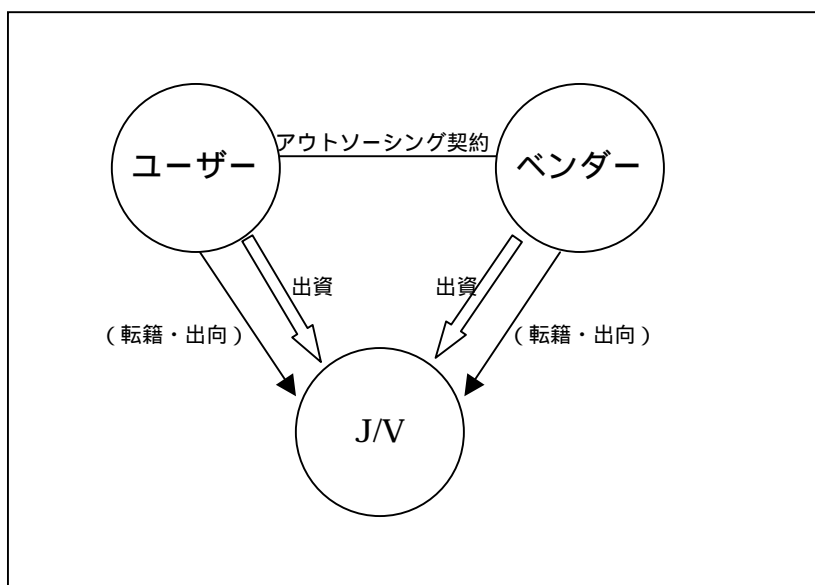 アウトソーシング契約
ユーザー
ベンダー
出資
出資
(転籍・出向)
(転籍・出向)
J/V